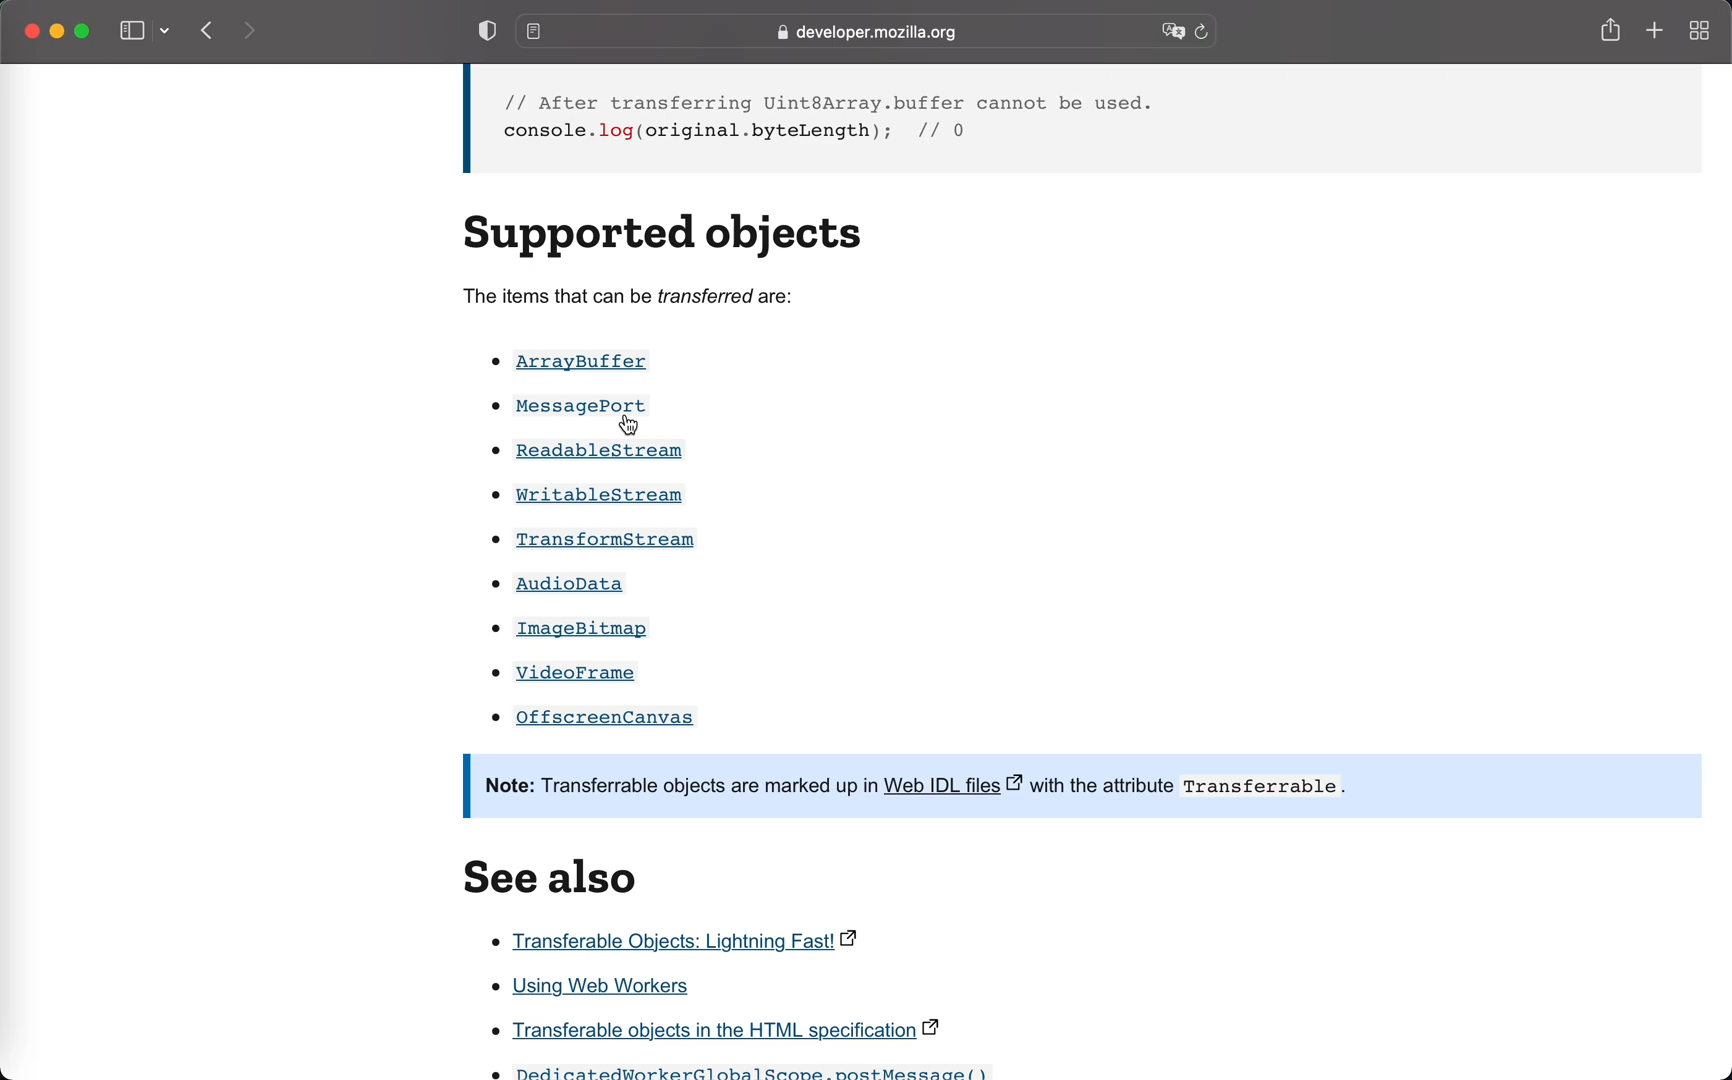 developer.mozilla.org
// After transferring Uint8Array.buffer cannot be used.
console.log(original.byteLength);  // 0
Supported objects
The items that can be transferred are:
ArrayBuffer
MessagePort
ReadableStream
WritableStream
TransformStream
AudioData
ImageBitmap
VideoFrame
OffscreenCanvas
Note: Transferrable objects are marked up in Web IDL files with the attribute Transferrable.
See also
Transferable Objects: Lightning Fast!
Using Web Workers
Transferable objects in the HTML specification
DedicatedWorkerGlobalScope.postMessage()